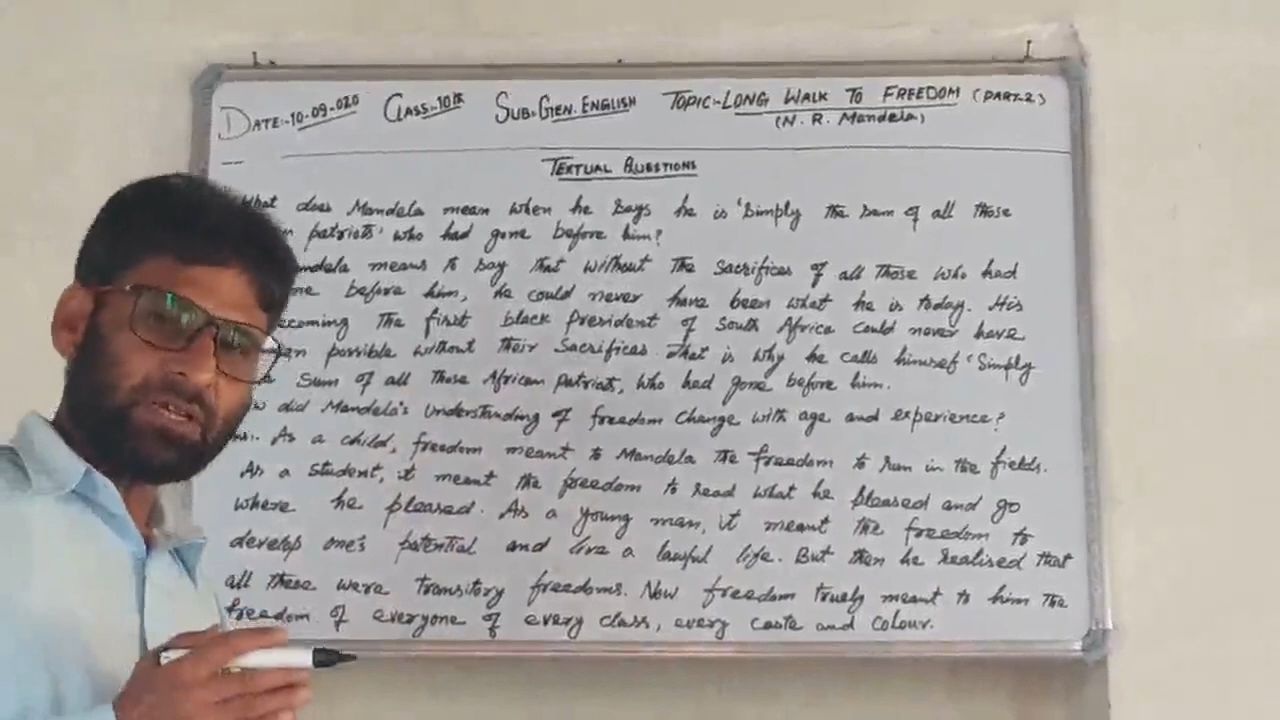 DATE:-10-09-020 CLASS:-10th SUB:-GEN. ENGLISH TOPIC:-LONG WALK TO FREEDOM (PART-2)
(N. R. Mandela)
TEXTUAL QUESTIONS
What does Mandela mean when he says he is 'Simply the sum of all those
patriots' who had gone before him?
means to say that without the sacrifices of all those who had
before him, he could never have been what he is today. His
becoming the first black president of South Africa could never have
possible without their sacrifices. That is why he calls himself 'Simply
Sum of all those African patriots, who had gone before him.
did Mandela's understanding of freedom change with age and experience?
Ans:. As a child, freedom meant to Mandela the freedom to run in the fields.
As a student, it meant the freedom to read what he pleased and go
where he pleased. As a young man, it meant the freedom to
develop one's potential and live a lawful life. But then he realised that
all these were transitory freedoms. Now freedom truely meant to him the
freedom of everyone of every class, every caste and colour.